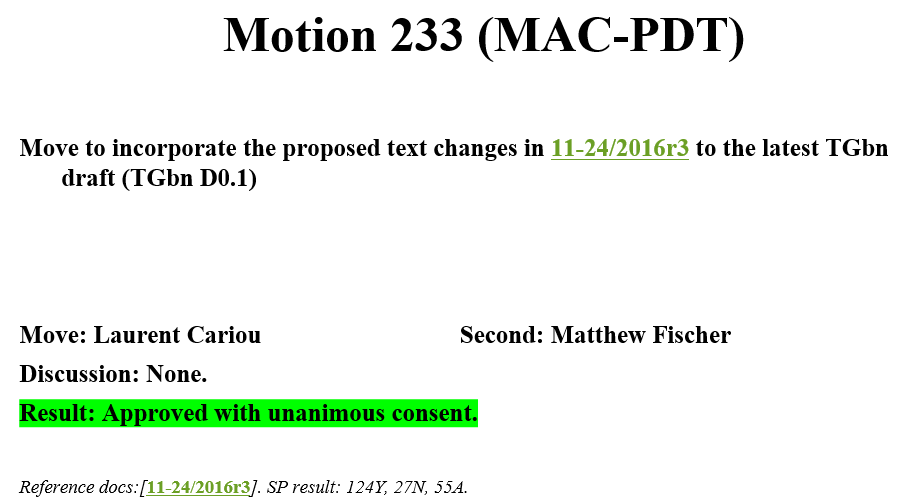 Motion 233 (MAC-PDT)
Move to incorporate the proposed text changes in 11-24/2016r3 to the latest TGbn
draft (TGbn D0.1)
Move: Laurent Cariou Second: Matthew Fischer
Discussion: None.
Result: Approved with unanimous consent.
Reference docs:[11-24/2016r3]. SP result: 124Y, 27N, 55A.